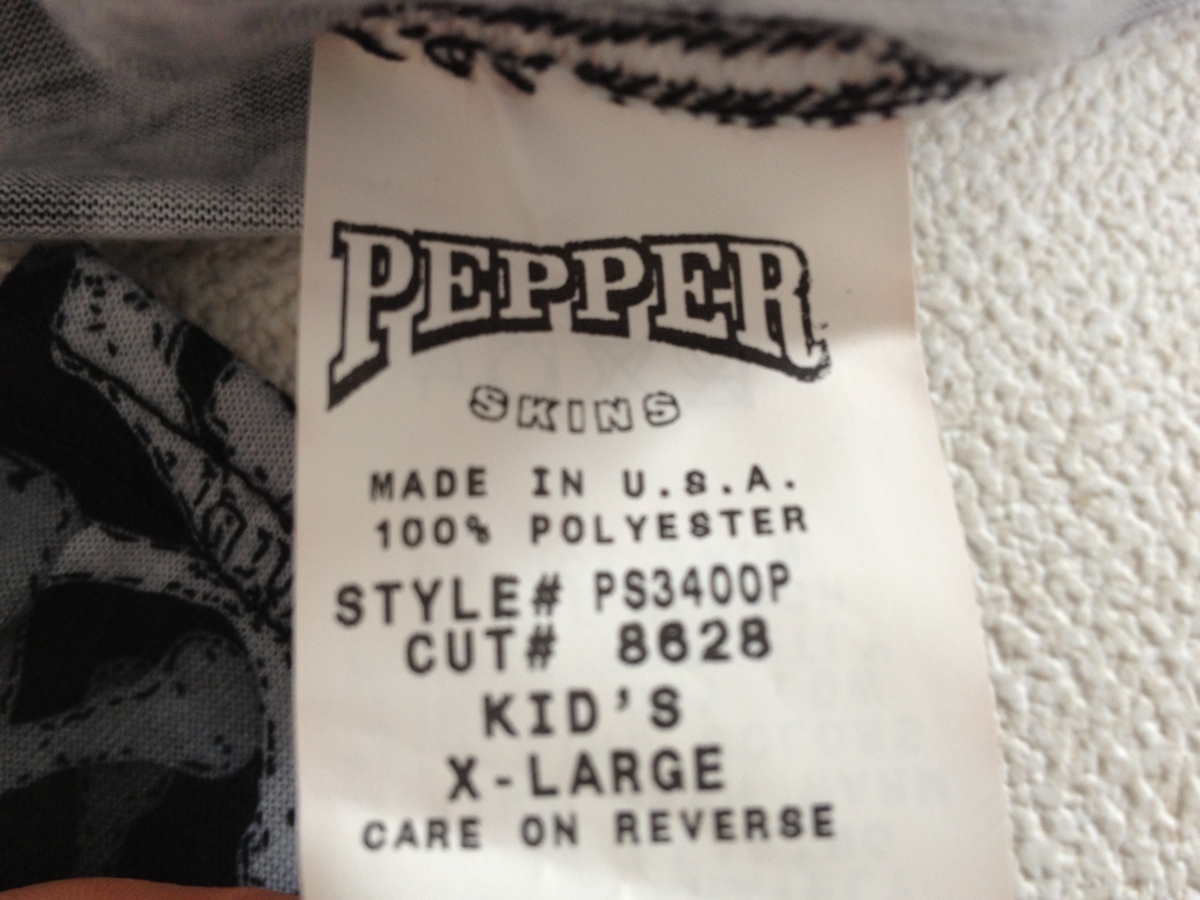 PEPPER
SKINS
MADE IN U.S.A.
100% POLYESTER
STYLE# PS3400P
CUT# 8628
KID'S
X-LARGE
CARE ON REVERSE